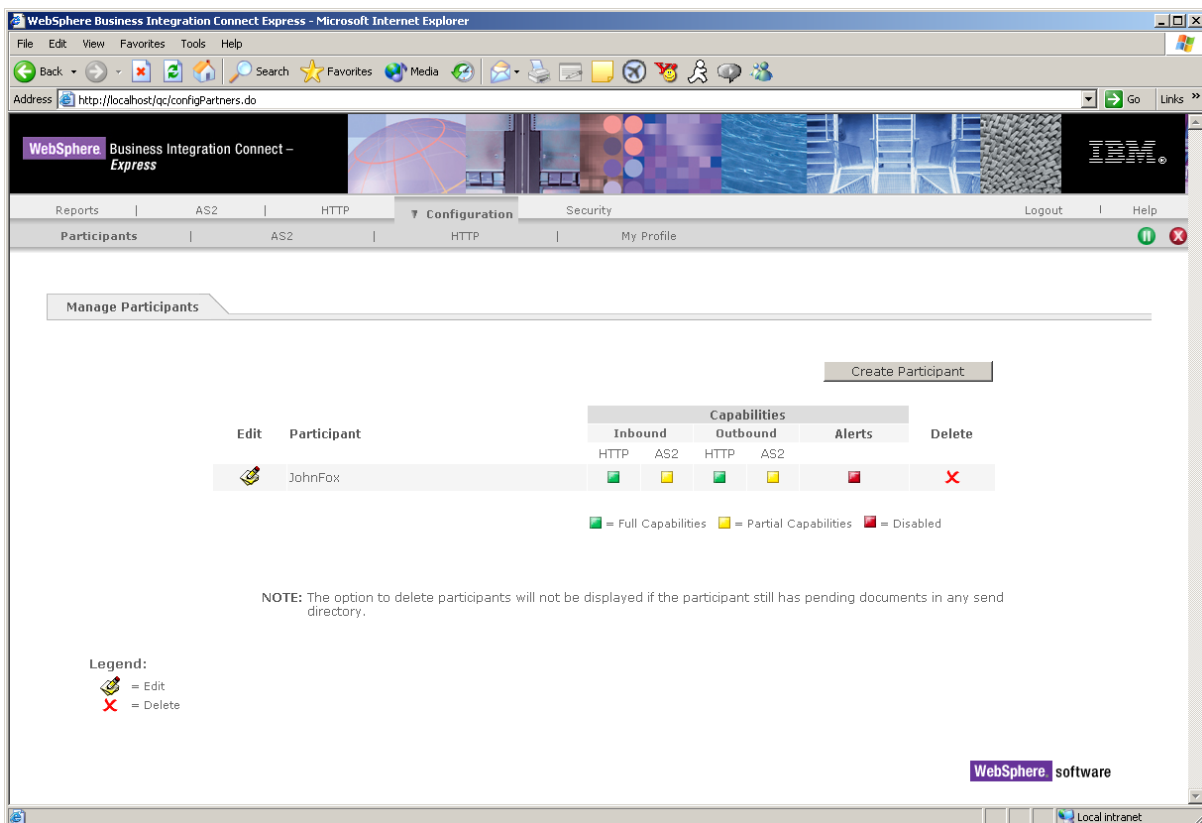 WebSphere Business Integration Connect Express - Microsoft Internet Explorer
File Edit View Favorites Tools Help
Back Search Favorites Media
Address http://localhost/qc/configPartners.do Go Links »
WebSphere. Business Integration Connect –
Express
IBM®
Reports | AS2 | HTTP Configuration Security Logout | Help
Participants | AS2 | HTTP | My Profile
Manage Participants
Create Participant
Capabilities
Edit Participant Inbound Outbound Alerts Delete
HTTP AS2 HTTP AS2
JohnFox
= Full Capabilities = Partial Capabilities = Disabled
NOTE: The option to delete participants will not be displayed if the participant still has pending documents in any send
directory.
Legend:
= Edit
= Delete
WebSphere. software
Local intranet